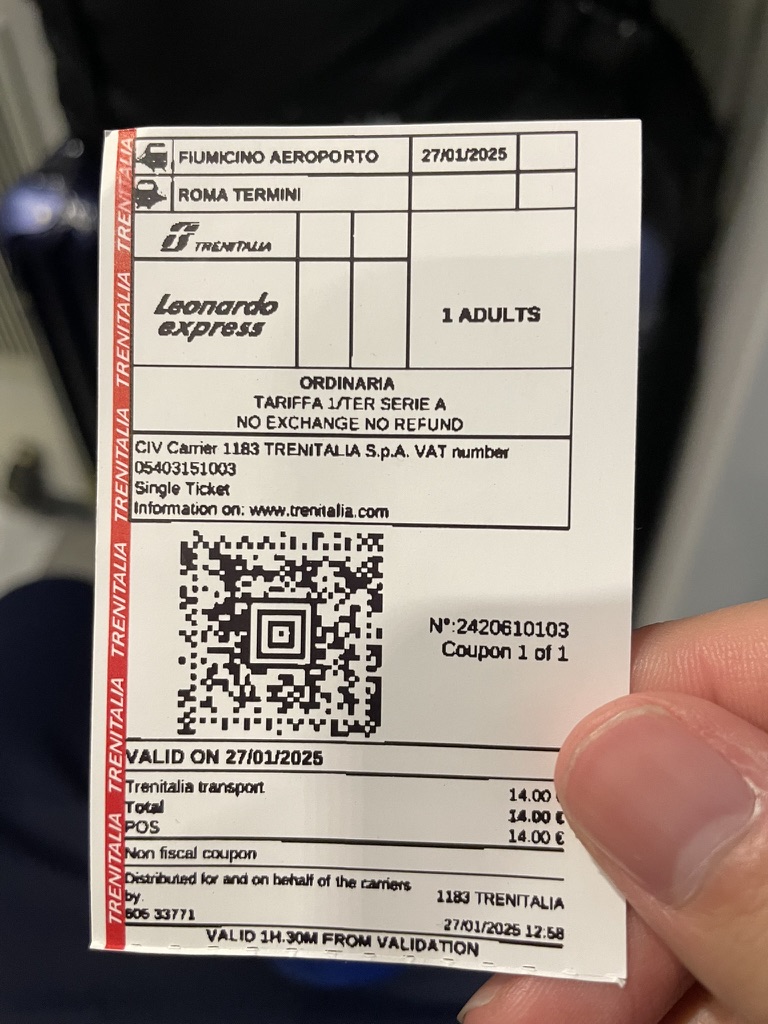 FIUMICINO AEROPORTO 27/01/2025
ROMA TERMINI
TRENITALIA
Leonardo
express
1 ADULTS
ORDINARIA
TARIFFA 1/TER SERIE A
NO EXCHANGE NO REFUND
CIV Carrier 1183 TRENITALIA S.p.A. VAT number
05403151003
Single Ticket
Information on: www.trenitalia.com
N°:2420610103
Coupon 1 of 1
VALID ON 27/01/2025
Trenitalia transport 14.00
Total 14.00 €
POS 14.00 €
Non fiscal coupon
Distributed for and on behalf of the carriers
by. 1183 TRENITALIA
606 33771 27/01/2025 12:58
VALID 1H.30M FROM VALIDATION
TRENITALIA TRENITALIA TRENITALIA TRENITALIA TRENITALIA TRENITALIA